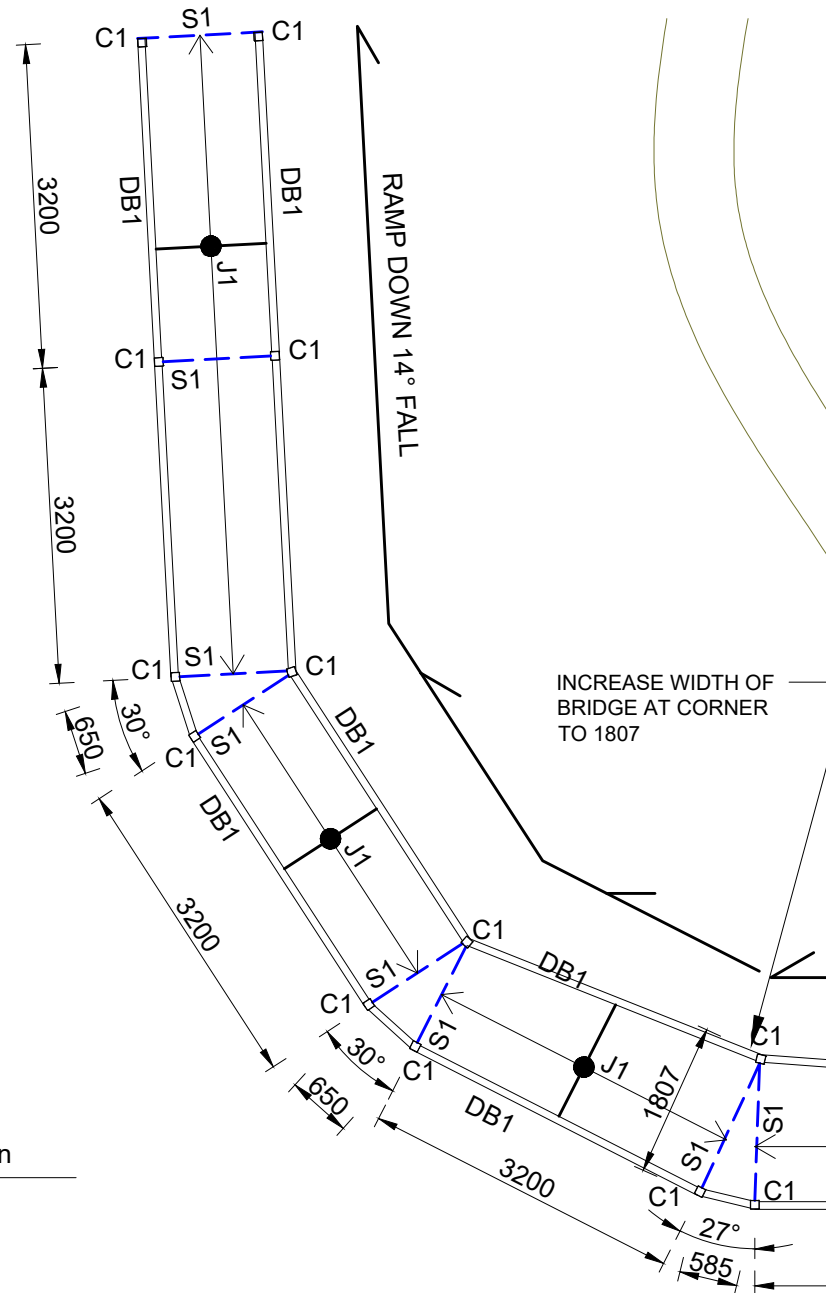 S1
C1
C1
3200
DB1
DB1
RAMP DOWN 14° FALL
J1
C1
C1
S1
3200
C1
S1
C1
30°
650
C1
S1
DB1
INCREASE WIDTH OF
BRIDGE AT CORNER
TO 1807
DB1
J1
3200
C1
S1
DB1
C1
S1
C1
30°
650
J1
1807
C1
S1
DB1
S1
3200
C1
C1
27°
585
n